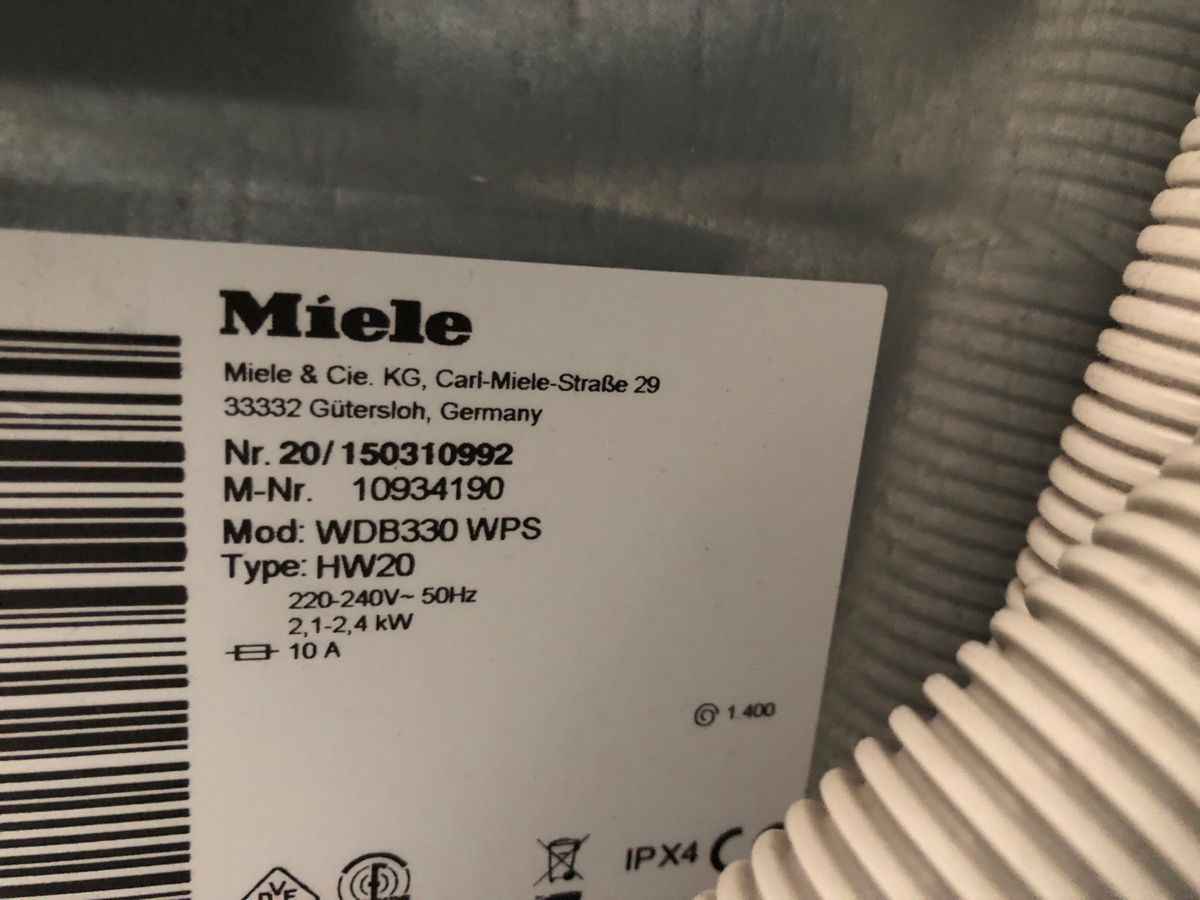 Miele
Miele & Cie. KG, Carl-Miele-Straße 29
33332 Gütersloh, Germany
Nr. 20/150310992
M-Nr. 10934190
Mod: WDB330 WPS
Type: HW20
220-240V~ 50Hz
2,1-2,4 kW
10 A
1.400
IPX4
DVE